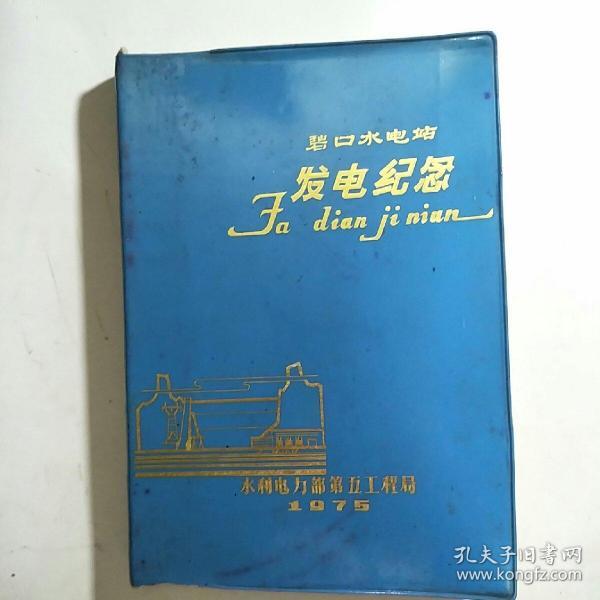 碧口水电站
发电纪念
Fa dian ji nian
水利电力部第五工程局
1975
孔夫子旧书网
www.kongfz.com